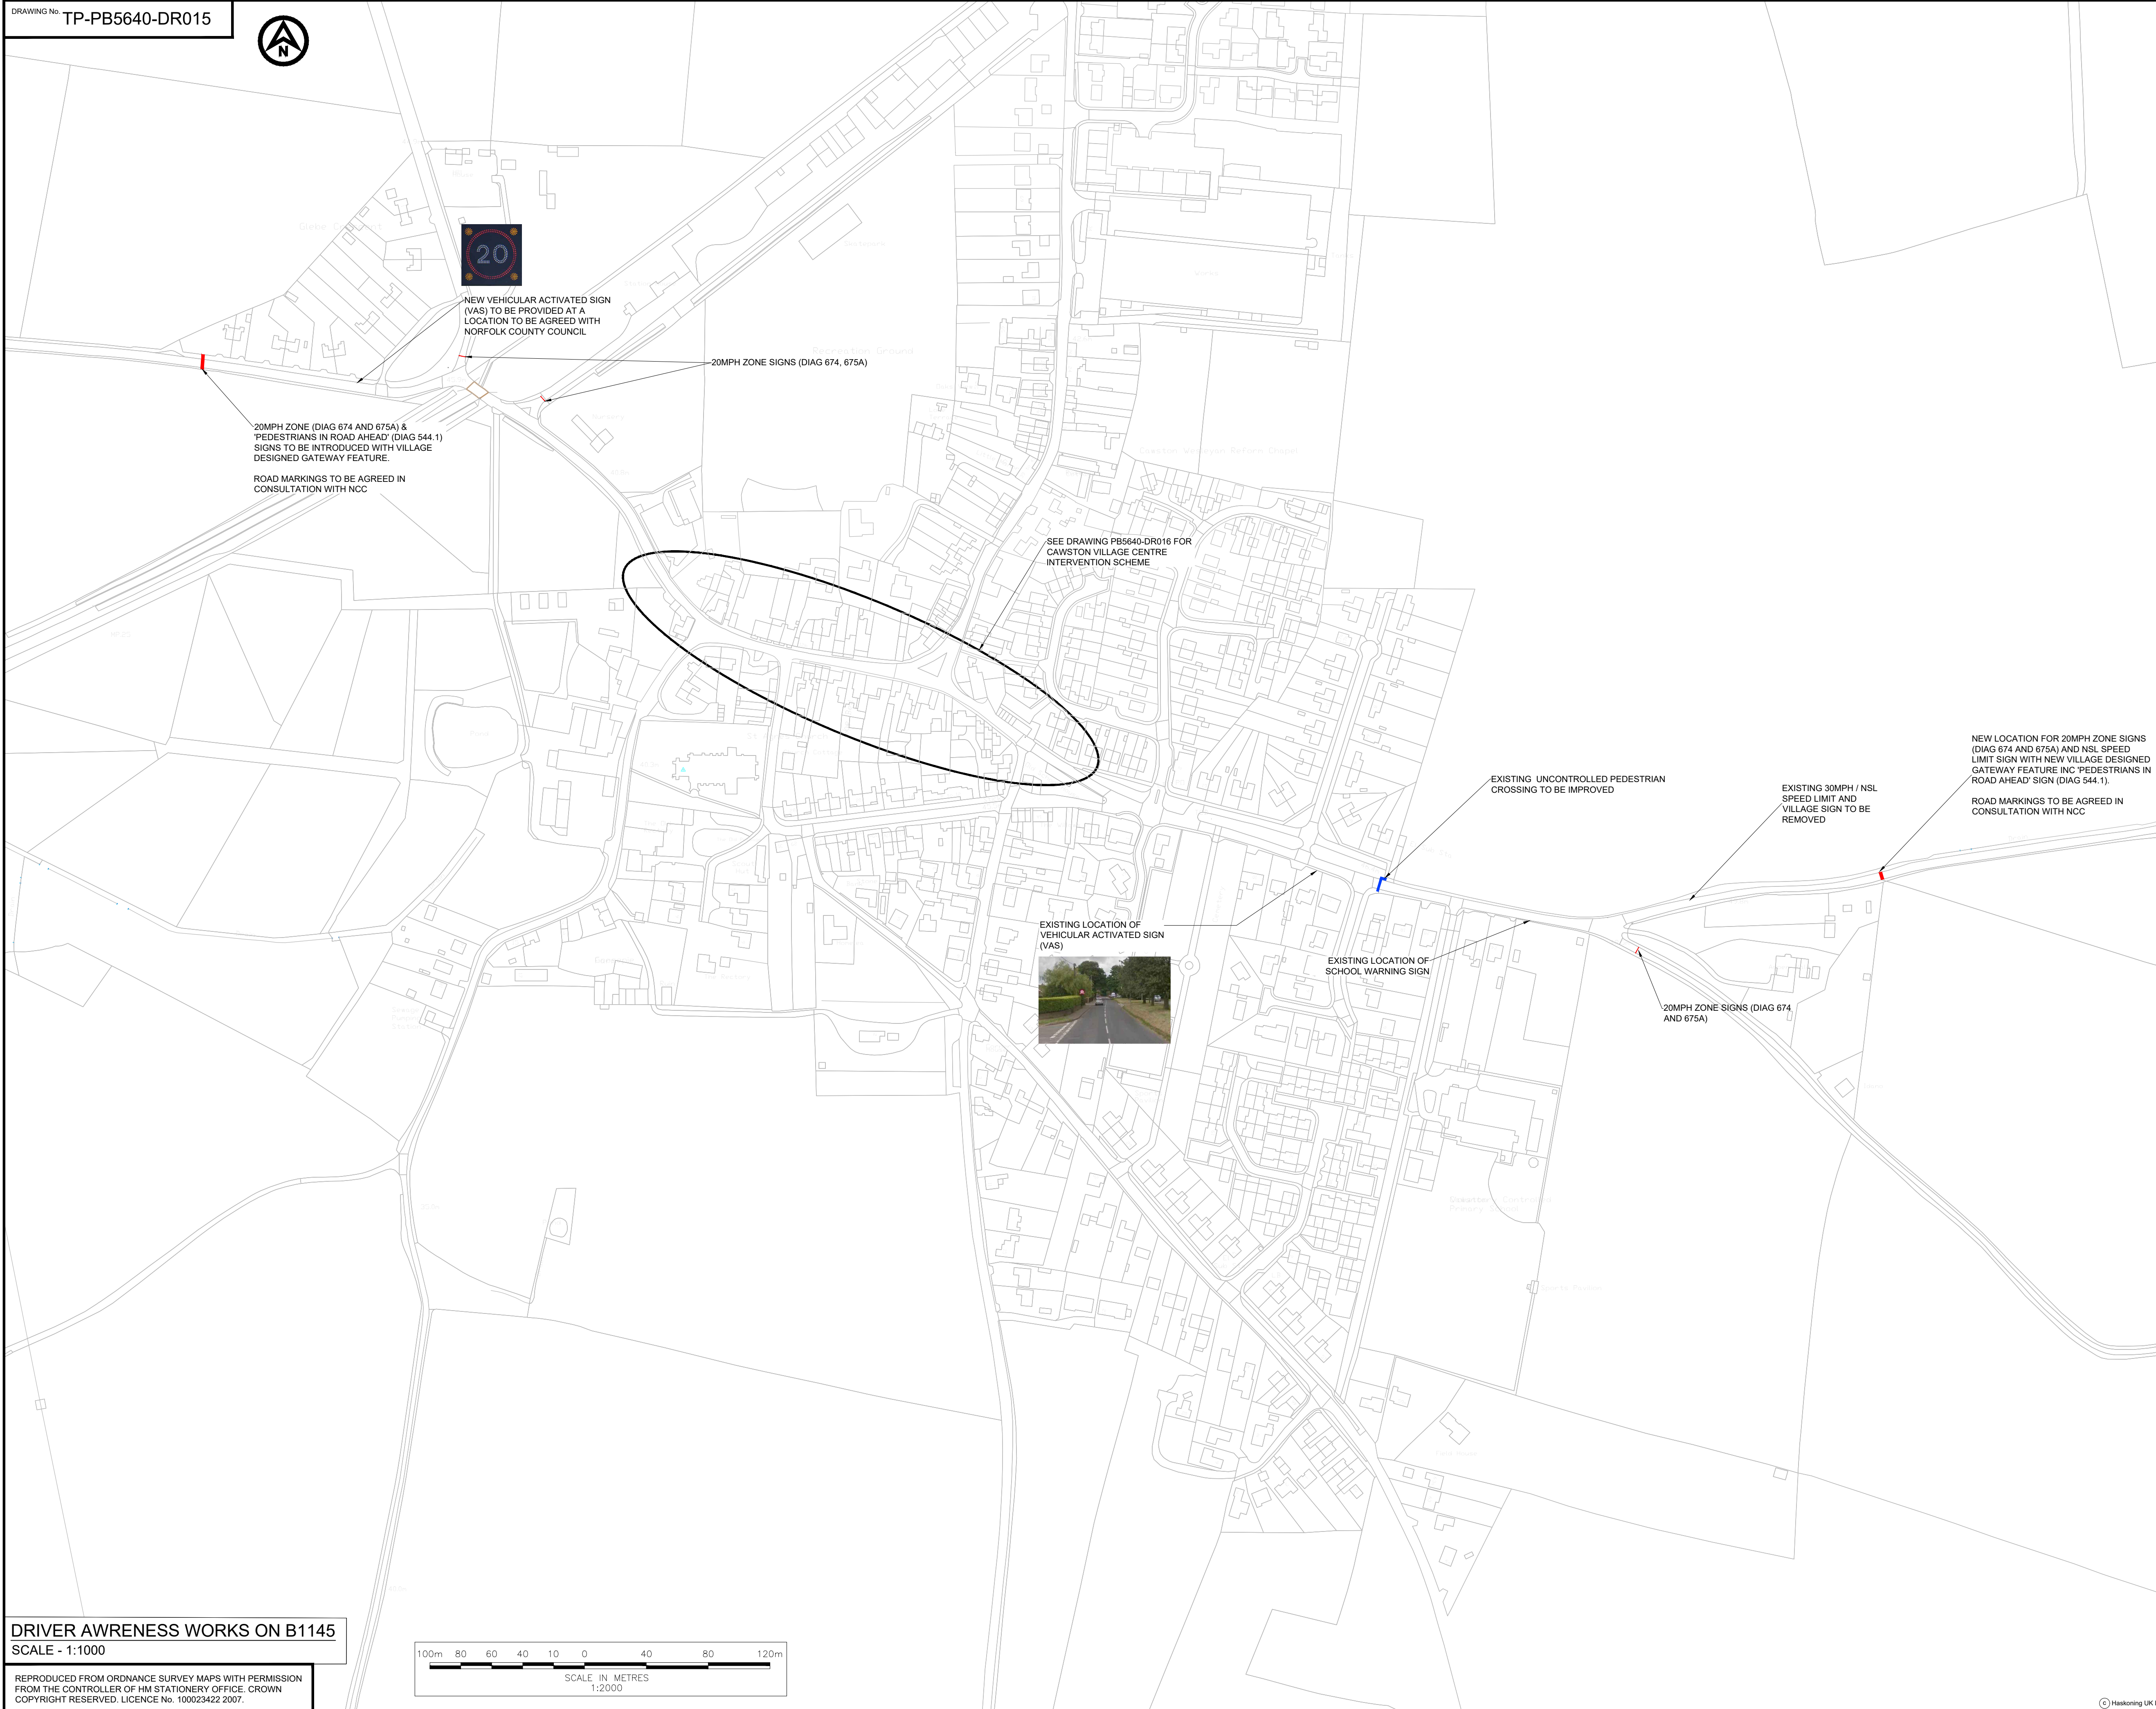 DRAWING No. TP-PB5640-DR015
N
20
NEW VEHICULAR ACTIVATED SIGN
(VAS) TO BE PROVIDED AT A
LOCATION TO BE AGREED WITH
NORFOLK COUNTY COUNCIL
20MPH ZONE SIGNS (DIAG 674, 675A)
20MPH ZONE (DIAG 674 AND 675A) &
'PEDESTRIANS IN ROAD AHEAD' (DIAG 544.1)
SIGNS TO BE INTRODUCED WITH VILLAGE
DESIGNED GATEWAY FEATURE.
ROAD MARKINGS TO BE AGREED IN
CONSULTATION WITH NCC
Cawston Wesleyan Reform Chapel
SEE DRAWING PB5640-DR016 FOR
CAWSTON VILLAGE CENTRE
INTERVENTION SCHEME
NEW LOCATION FOR 20MPH ZONE SIGNS
(DIAG 674 AND 675A) AND NSL SPEED
LIMIT SIGN WITH NEW VILLAGE DESIGNED
GATEWAY FEATURE INC 'PEDESTRIANS IN
ROAD AHEAD' SIGN (DIAG 544.1).
ROAD MARKINGS TO BE AGREED IN
CONSULTATION WITH NCC
EXISTING UNCONTROLLED PEDESTRIAN
CROSSING TO BE IMPROVED
EXISTING 30MPH / NSL
SPEED LIMIT AND
VILLAGE SIGN TO BE
REMOVED
EXISTING LOCATION OF
VEHICULAR ACTIVATED SIGN
(VAS)
EXISTING LOCATION OF
SCHOOL WARNING SIGN
20MPH ZONE SIGNS (DIAG 674
AND 675A)
DRIVER AWRENESS WORKS ON B1145
SCALE - 1:1000
REPRODUCED FROM ORDNANCE SURVEY MAPS WITH PERMISSION
FROM THE CONTROLLER OF HM STATIONERY OFFICE. CROWN
COPYRIGHT RESERVED. LICENCE No. 100023422 2007.
100m 80 60 40 10 0 40 80 120m
SCALE IN METRES
1:2000
© Haskoning UK